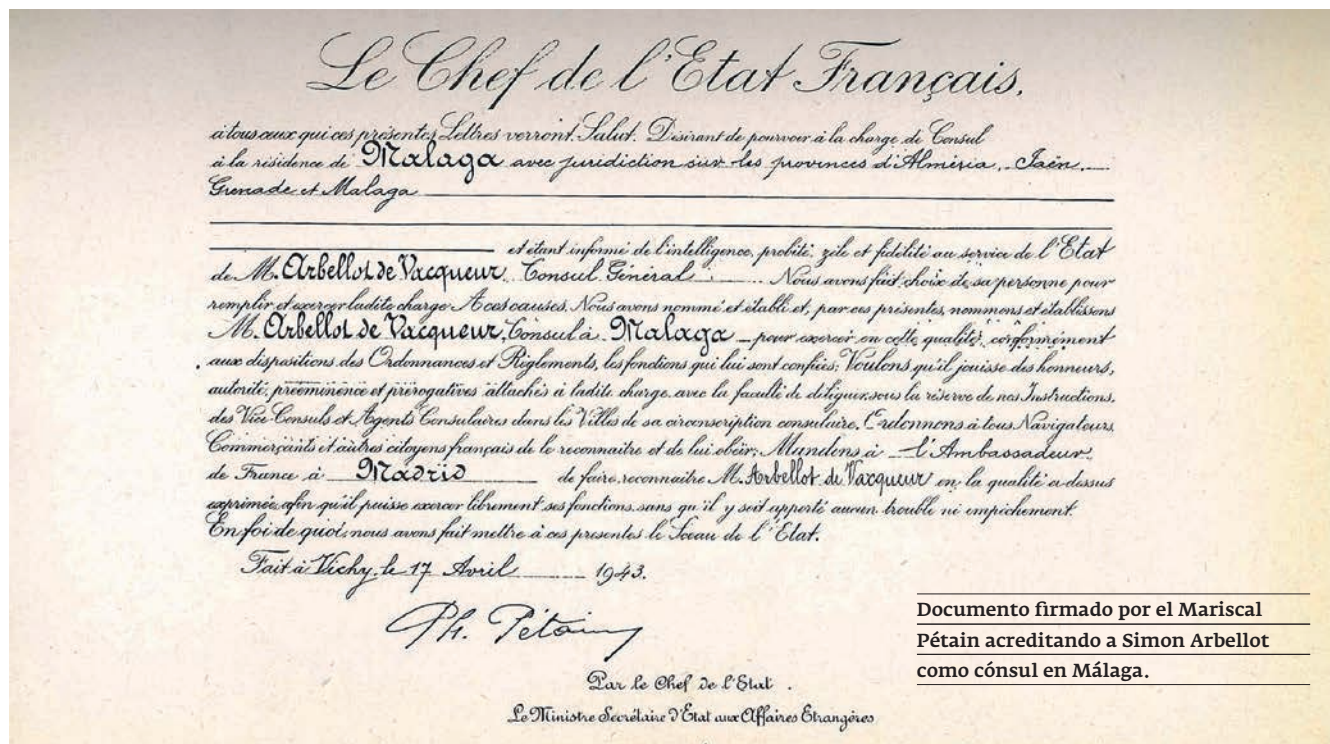 Le Chef de l'Etat Français.
à tous ceux qui ces présentes Lettres verront. Salut. Désirant de pourvoir à la charge de Consul
à la résidence de Malaga avec juridiction sur les provinces d'Alméria, Jaën,
Grenade et Malaga
et étant informé de l'intelligence, probité, zèle et fidélité au service de l'Etat
de M. Arbellot de Vacqueur Consul Général Nous avons fait choix de sa personne pour
remplir et exercer ladite charge A ces causes, Nous avons nommé et établi et, par ces présentes, nommons et établissons
M. Arbellot de Vacqueur, Consul à Malaga pour exercer en cette qualité, conformément
aux dispositions des Ordonnances et Règlements, les fonctions qui lui sont confiées; Voulons qu'il jouisse des honneurs,
autorité, prééminence et prérogatives attachés à ladite charge, avec la faculté de déléguer, sous la réserve de nos Instructions,
des Vice-Consuls et Agents Consulaires dans les Villes de sa circonscription consulaire. Ordonnons à tous Navigateurs,
Commerçants et autres citoyens français de le reconnaître et de lui obéir; Mandons à l'Ambassadeur
de France à Madrid de faire reconnaître M. Arbellot de Vacqueur en la qualité ci-dessus
exprimée, afin qu'il puisse exercer librement ses fonctions, sans qu'il y soit apporté aucun trouble ni empêchement.
En foi de quoi, nous avons fait mettre à ces présentes le Sceau de l'Etat.
Fait à Vichy, le 17 Avril 1943.
Ph. Pétain
Par le Chef de l'Etat.
Le Ministre Secrétaire d'Etat aux Affaires Etrangères
Documento firmado por el Mariscal
Pétain acreditando a Simon Arbellot
como cónsul en Málaga.